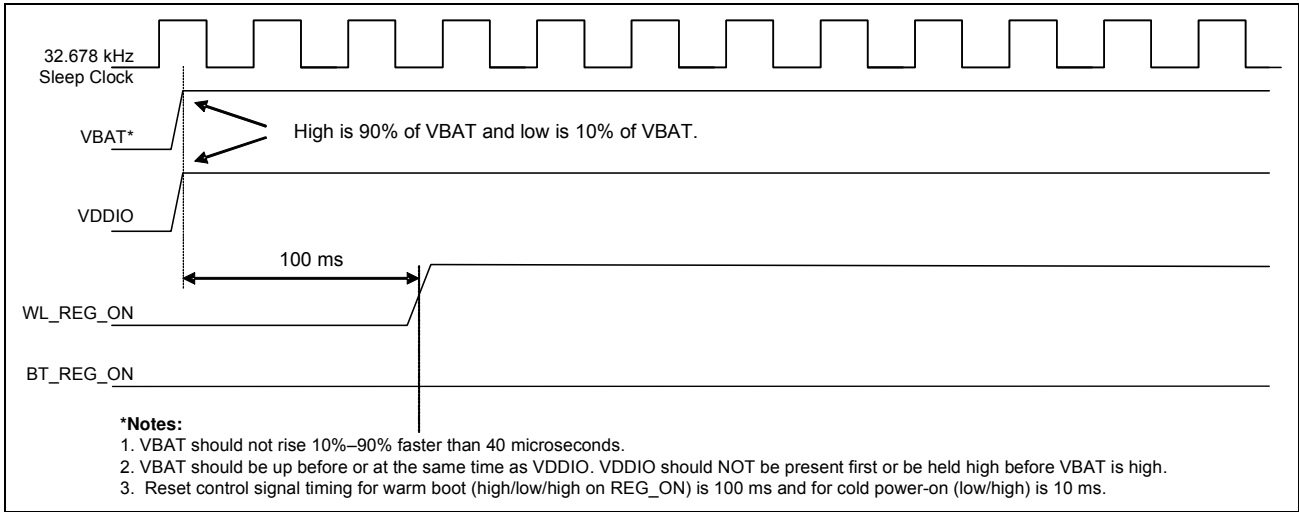 32.678 kHz
Sleep Clock
VBAT*
High is 90% of VBAT and low is 10% of VBAT.
VDDIO
100 ms
WL_REG_ON
BT_REG_ON
*Notes:
1. VBAT should not rise 10%–90% faster than 40 microseconds.
2. VBAT should be up before or at the same time as VDDIO. VDDIO should NOT be present first or be held high before VBAT is high.
3. Reset control signal timing for warm boot (high/low/high on REG_ON) is 100 ms and for cold power-on (low/high) is 10 ms.